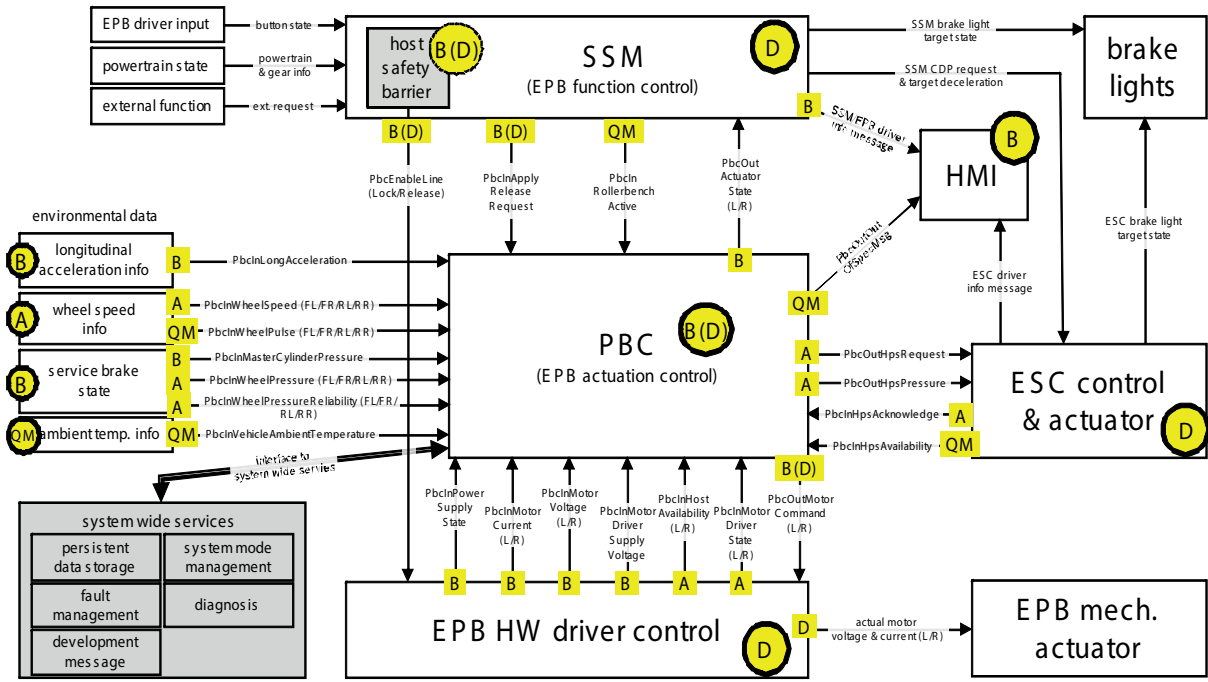 EPB driver input
button state
powertrain state
powertrain
& gear info
external function
ext. request
host
safety
barrier
B(D)
SSM
(EPB function control)
D
SSM brake light
target state
SSM CDP request
& target deceleration
brake
lights
B
SSM EPB driver
info message
B(D)
B(D)
QM
PbcEnableLine
(Lock/Release)
PbcInApply
Release
Request
PbcIn
Rollerbench
Active
PbcOut
Actuator
State
(L/R)
HMI
B
ESC brake light
target state
ESC driver
info message
environmental data
B
longitudinal
acceleration info
B
PbcInLongAcceleration
A
wheel speed
info
A
PbcInWheelSpeed (FL/FR/RL/RR)
QM
PbcInWheelPulse (FL/FR/RL/RR)
B
service brake
state
B
PbcInMasterCylinderPressure
A
PbcInWheelPressure (FL/FR/RL/RR)
A
PbcInWheelPressureReliability (FL/FR/
RL/RR)
QM
ambient temp. info
QM
PbcInVehicleAmbientTemperature
interface to
system wide servies
B
PBC
(EPB actuation control)
B(D)
QM
A
PbcOutHpsRequest
A
PbcOutHpsPressure
PbcInHpsAcknowledge
A
PbcInHpsAvailability
QM
ESC control
& actuator
D
B(D)
system wide services
persistent
data storage
system mode
management
fault
management
diagnosis
development
message
PbcInPower
Supply
State
PbcInMotor
Current
(L/R)
PbcInMotor
Voltage
(L/R)
PbcInMotor
Driver
Supply
Voltage
PbcInHost
Availability
(L/R)
PbcInMotor
Driver
State
(L/R)
PbcOutMotor
Command
(L/R)
B
B
B
B
A
A
EPB HW driver control
D
D
actual motor
voltage & current (L/R)
EPB mech.
actuator